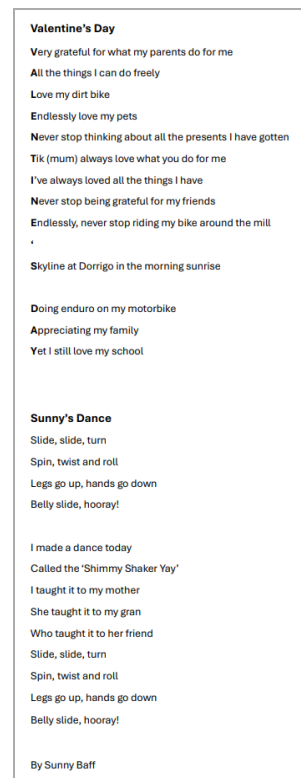 Valentine's Day
Very grateful for what my parents do for me
All the things I can do freely
Love my dirt bike
Endlessly love my pets
Never stop thinking about all the presents I have gotten
Tik (mum) always love what you do for me
I've always loved all the things I have
Never stop being grateful for my friends
Endlessly, never stop riding my bike around the mill
‘
Skyline at Dorrigo in the morning sunrise
Doing enduro on my motorbike
Appreciating my family
Yet I still love my school
Sunny's Dance
Slide, slide, turn
Spin, twist and roll
Legs go up, hands go down
Belly slide, hooray!
I made a dance today
Called the ‘Shimmy Shaker Yay’
I taught it to my mother
She taught it to my gran
Who taught it to her friend
Slide, slide, turn
Spin, twist and roll
Legs go up, hands go down
Belly slide, hooray!
By Sunny Baff